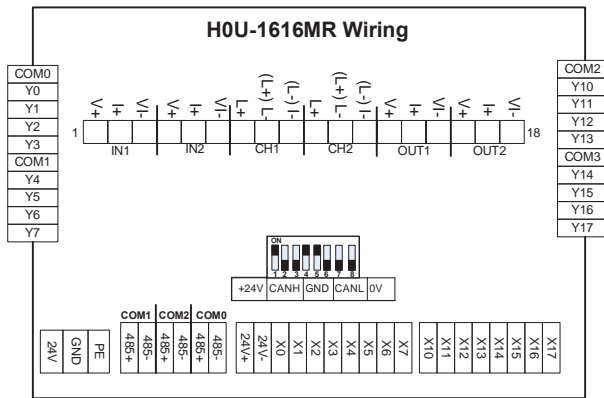 H0U-1616MR Wiring
COM0
Y0
Y1
Y2
Y3
COM1
Y4
Y5
Y6
Y7
COM2
Y10
Y11
Y12
Y13
COM3
Y14
Y15
Y16
Y17
V+ I+ VI- V+ I+ VI- L+ (L+) L- (L-) I- L+ (L+) L- (L-) I- V+ I+ VI- V+ I+ VI-
1 18
IN1 IN2 CH1 CH2 OUT1 OUT2
ON
1 2 3 4 5 6 7 8
+24V CANH GND CANL 0V
COM1 COM2 COM0
24V GND PE 485+ 485- 485+ 485- 485+ 485- 24V+ 24V- X0 X1 X2 X3 X4 X5 X6 X7 X10 X11 X12 X13 X14 X15 X16 X17